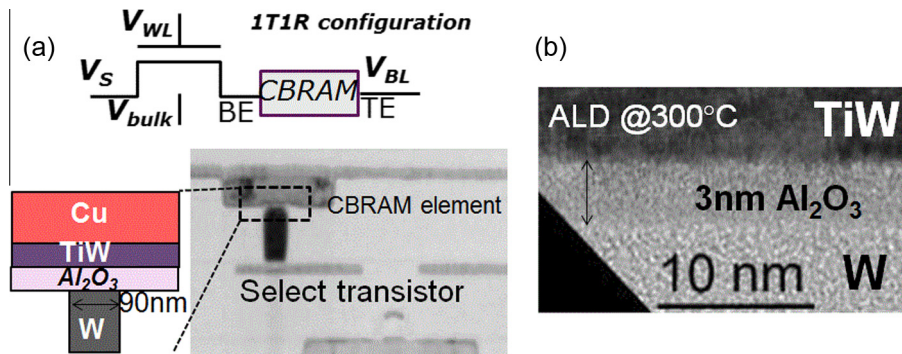 (a)
V_WL
1T1R configuration
V_S
V_bulk
BE
CBRAM
V_BL
TE
Cu
TiW
Al₂O₃
90nm
W
CBRAM element
Select transistor
(b)
ALD @300°C
TiW
3nm Al₂O₃
10 nm
W